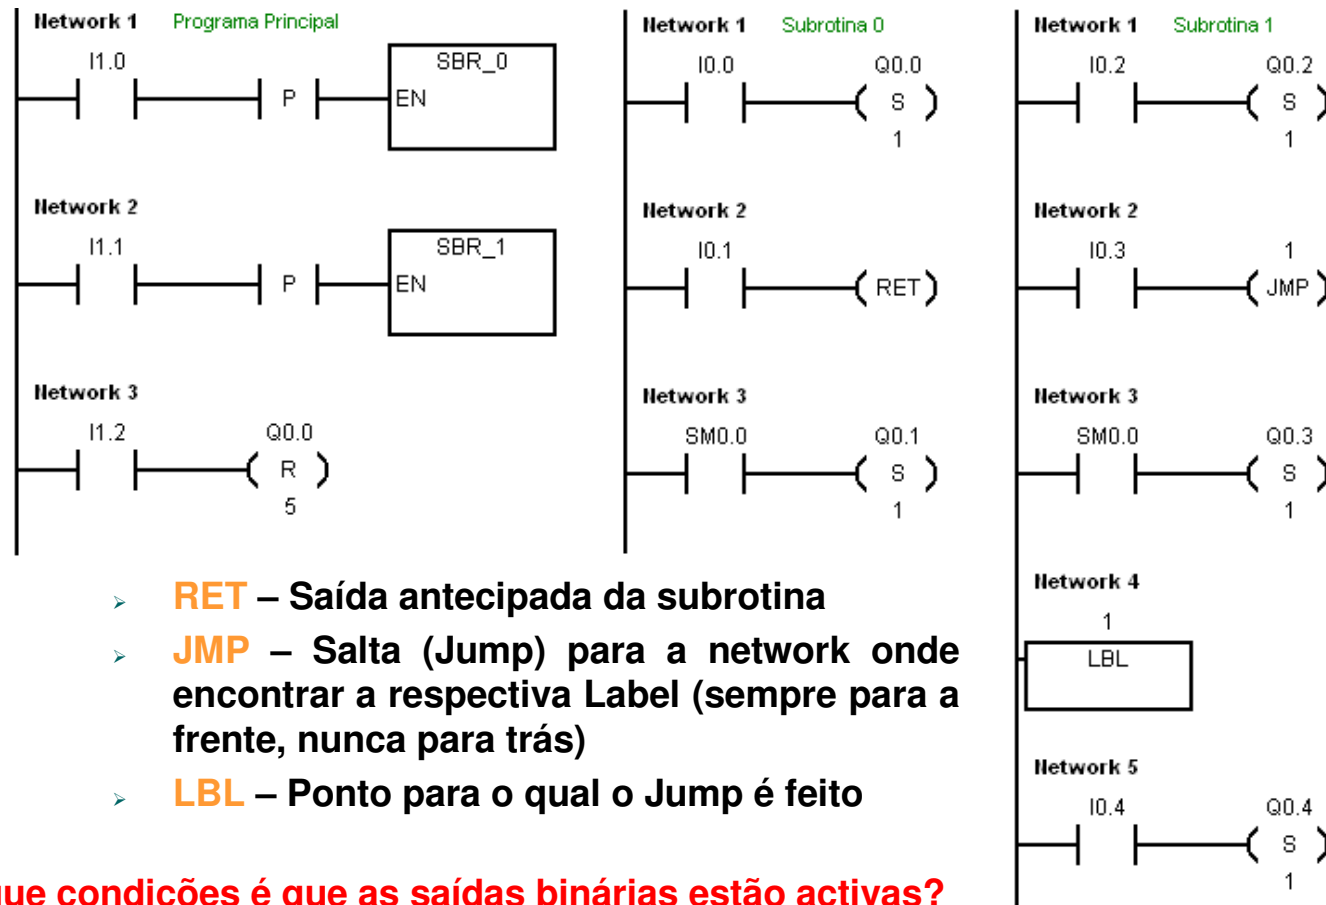 Network 1 Programa Principal
I1.0
P
SBR_0
EN
Network 2
I1.1
P
SBR_1
EN
Network 3
I1.2
Q0.0
R
5
Network 1 Subrotina 0
I0.0
Q0.0
S
1
Network 2
I0.1
RET
Network 3
SM0.0
Q0.1
S
1
Network 1 Subrotina 1
I0.2
Q0.2
S
1
Network 2
I0.3
1
JMP
Network 3
SM0.0
Q0.3
S
1
Network 4
1
LBL
Network 5
I0.4
Q0.4
S
1
RET – Saída antecipada da subrotina
JMP – Salta (Jump) para a network onde
encontrar a respectiva Label (sempre para a
frente, nunca para trás)
LBL – Ponto para o qual o Jump é feito
que condições é que as saídas binárias estão activas?